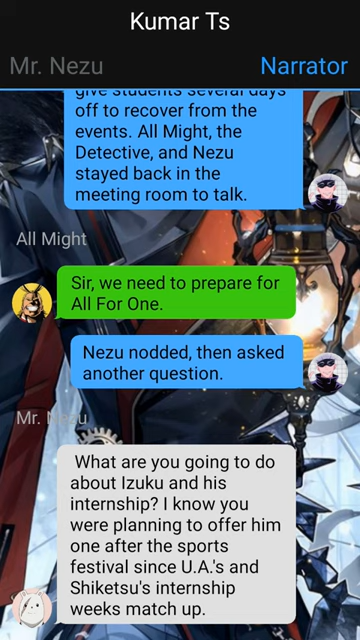 Kumar Ts
Mr. Nezu
Narrator
give students several days
off to recover from the
events. All Might, the
Detective, and Nezu
stayed back in the
meeting room to talk.
All Might
Sir, we need to prepare for
All For One.
Nezu nodded, then asked
another question.
Mr. Nezu
What are you going to do
about Izuku and his
internship? I know you
were planning to offer him
one after the sports
festival since U.A.'s and
Shiketsu's internship
weeks match up.